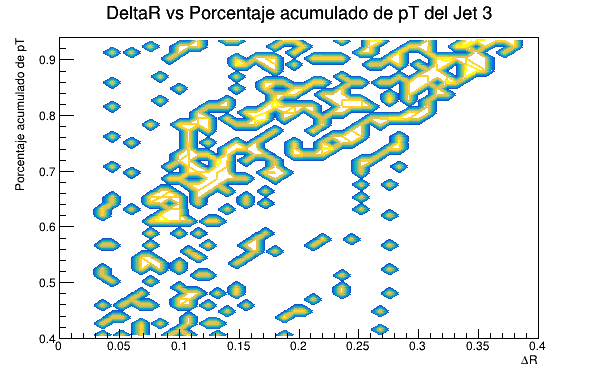 DeltaR vs Porcentaje acumulado de pT del Jet 3
Porcentaje acumulado de pT
0.9
0.8
0.7
0.6
0.5
0.4
0 0.05 0.1 0.15 0.2 0.25 0.3 0.35 0.4
ΔR